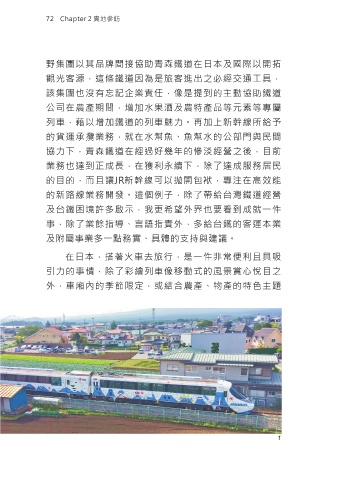 72 Chapter 2 異地參訪
野集團以其品牌間接協助青森鐵道在日本及國際以開拓
觀光客源，這條鐵道因為是旅客進出之必經交通工具，
該集團也沒有忘記企業責任，像是提到的主動協助鐵道
公司在農產期間，增加水果酒及農特產品等元素等專屬
列車，藉以增加鐵道的列車魅力。再加上新幹線所給予
的貨運承攬業務，就在水幫魚、魚幫水的公部門與民間
協力下，青森鐵道在經過好幾年的慘淡經營之後，目前
業務也達到正成長，在獲利永續下，除了達成服務居民
的目的，而且讓JR新幹線可以拋開包袱，專注在高效能
的新路線業務開發。這個例子，除了帶給台灣鐵道經營
及台鐵困境許多啟示，我更希望外界也要看到成就一件
事，除了業餘指導、言語指責外，多給台鐵的客運本業
及附屬事業多一點務實、具體的支持與建議。
在日本，搭著火車去旅行，是一件非常便利且具吸
引力的事情，除了彩繪列車像移動式的風景賞心悅目之
外，車廂內的季節限定，或結合農產、物產的特色主題
1